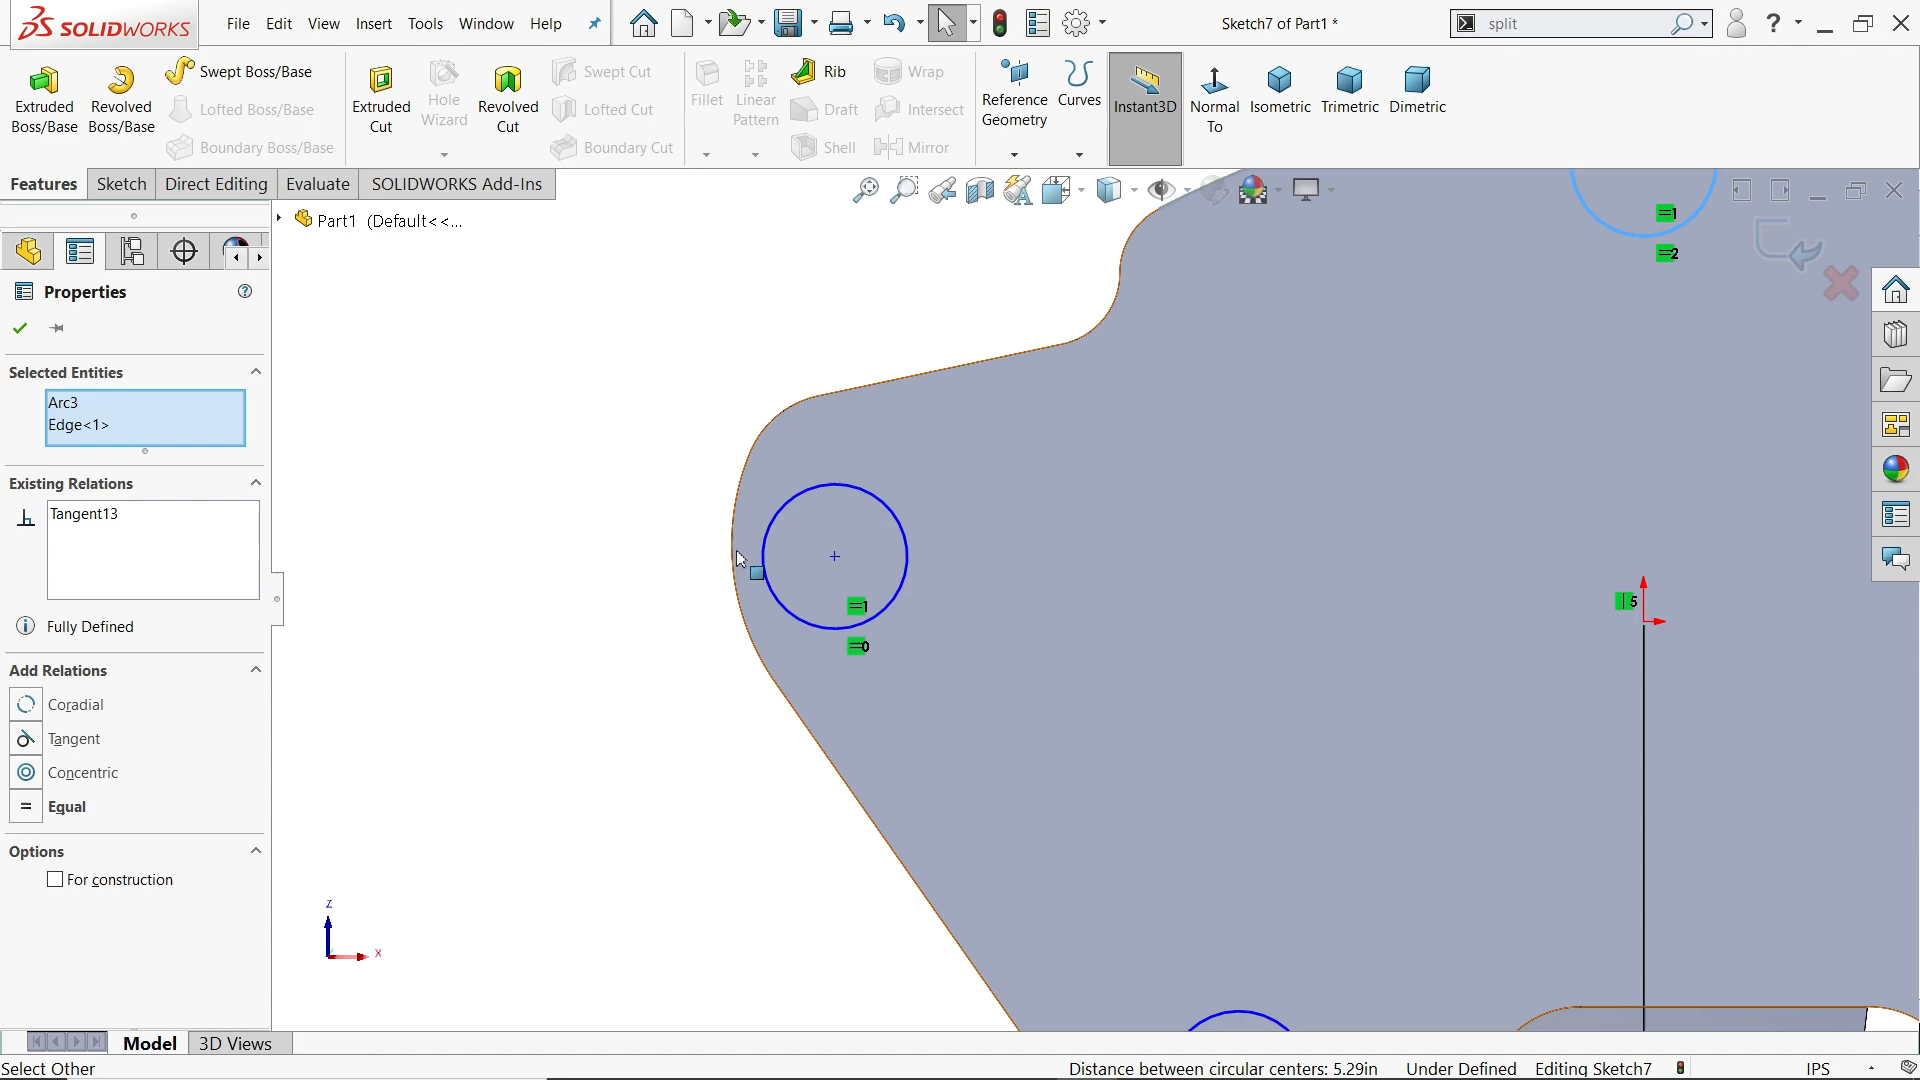 SOLIDWORKS
File Edit View Insert Tools Window Help
Sketch7 of Part1 *
split
Extruded Boss/Base
Revolved Boss/Base
Swept Boss/Base
Lofted Boss/Base
Boundary Boss/Base
Extruded Cut
Hole Wizard
Revolved Cut
Swept Cut
Lofted Cut
Boundary Cut
Fillet
Linear Pattern
Rib
Draft
Shell
Wrap
Intersect
Mirror
Reference Geometry
Curves
Instant3D
Normal To
Isometric
Trimetric
Dimetric
Features Sketch Direct Editing Evaluate SOLIDWORKS Add-Ins
Part1 (Default<<...
Properties
Selected Entities
Arc3
Edge<1>
Existing Relations
Tangent13
Fully Defined
Add Relations
Coradial
Tangent
Concentric
Equal
Options
For construction
1
2
1
0
5
z
x
Model 3D Views
Select Other
Distance between circular centers: 5.29in Under Defined Editing Sketch7 IPS